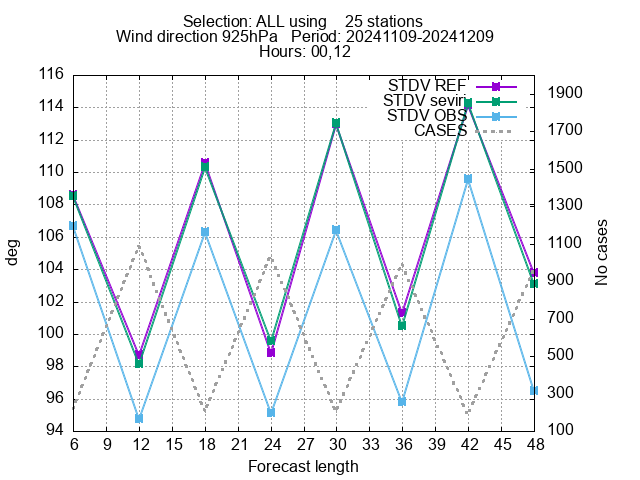 Selection: ALL using    25 stations
Wind direction 925hPa   Period: 20241109-20241209
Hours: 00,12
STDV REF
STDV seviri
STDV OBS
CASES
116
114
112
110
108
106
104
102
100
98
96
94
deg
1900
1700
1500
1300
1100
900
700
500
300
100
No cases
6 9 12 15 18 21 24 27 30 33 36 39 42 45 48
Forecast length